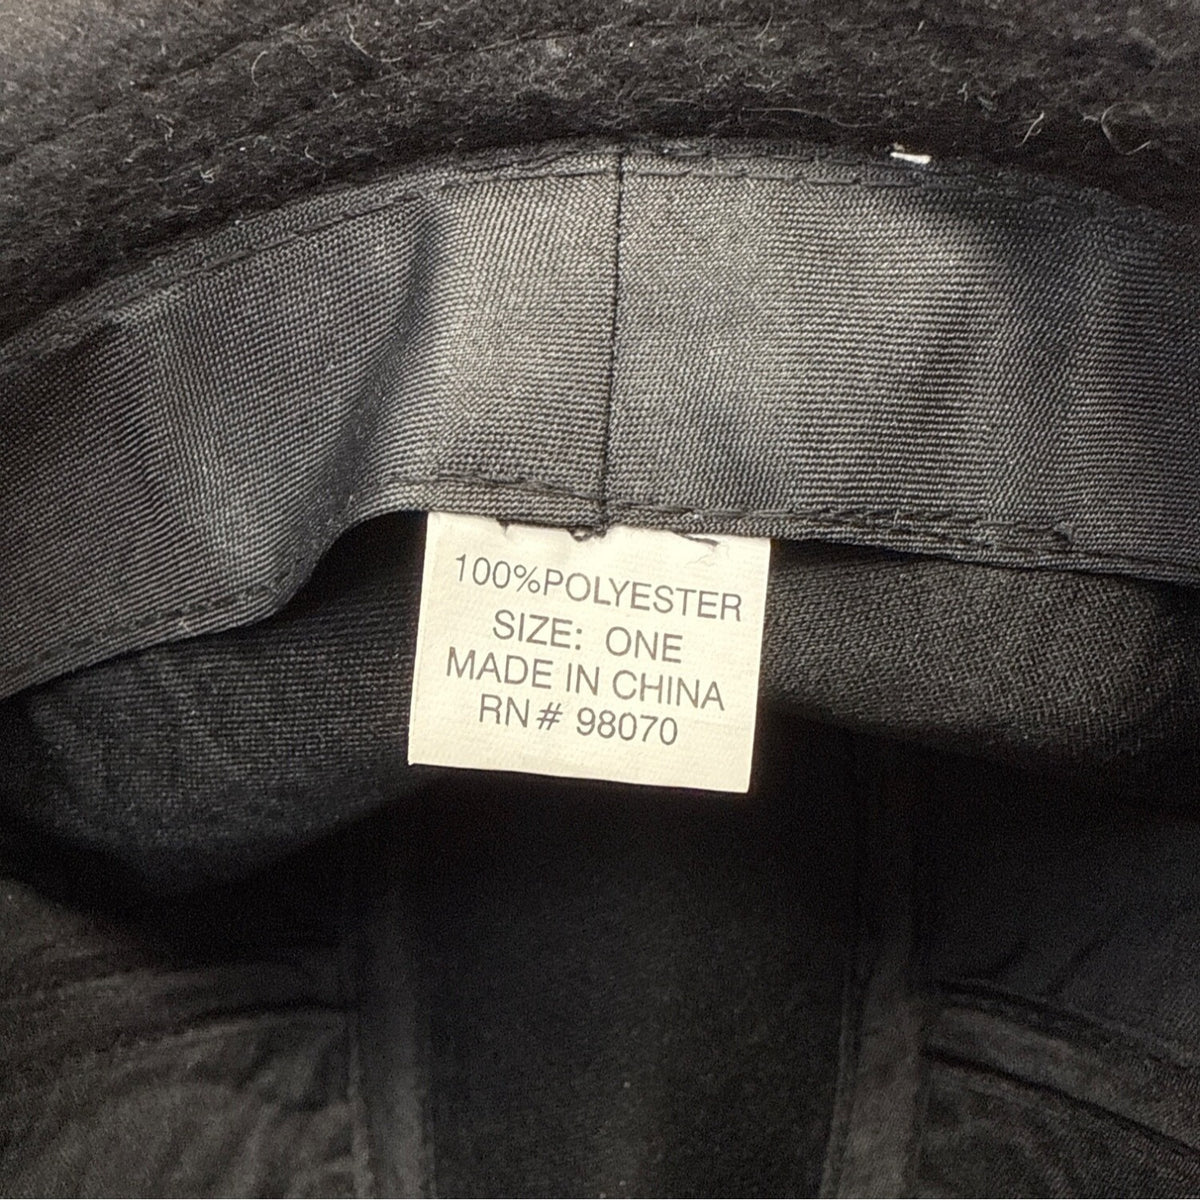 100%POLYESTER
SIZE: ONE
MADE IN CHINA
RN# 98070